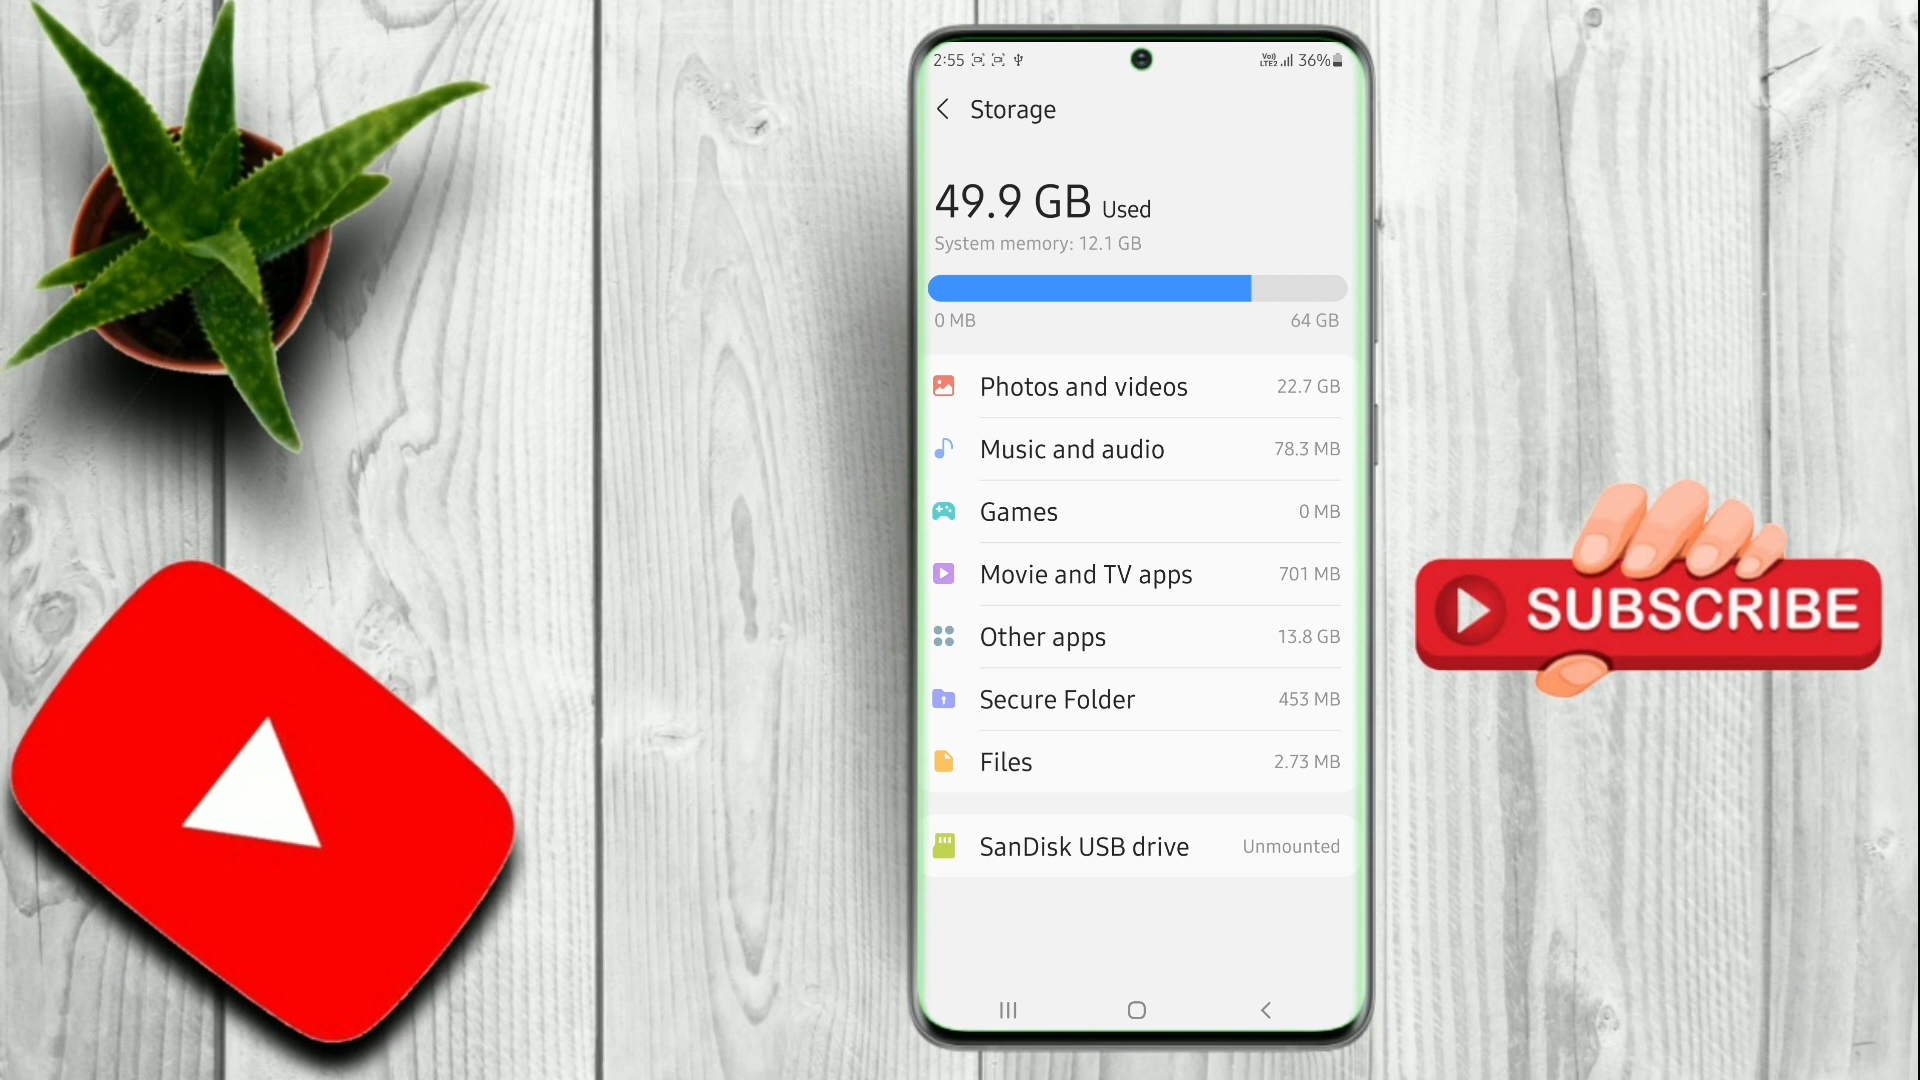 2:55
Vo))
LTE2
36%
Storage
49.9 GB Used
System memory: 12.1 GB
0 MB
64 GB
Photos and videos
22.7 GB
Music and audio
78.3 MB
Games
0 MB
Movie and TV apps
701 MB
Other apps
13.8 GB
Secure Folder
453 MB
Files
2.73 MB
SanDisk USB drive
Unmounted
SUBSCRIBE